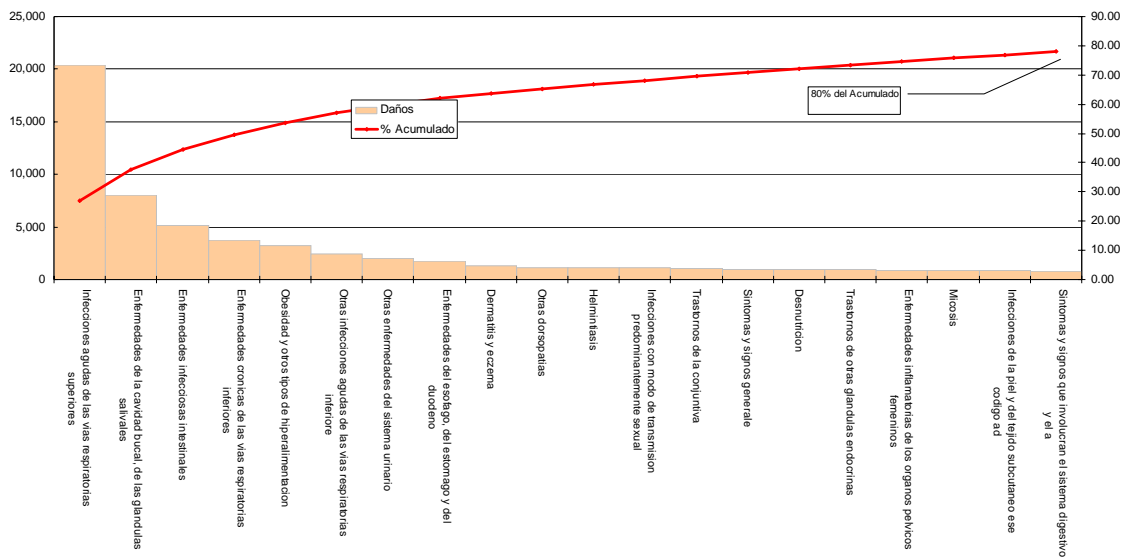 25,000
20,000
15,000
10,000
5,000
0
90.00
80.00
70.00
60.00
50.00
40.00
30.00
20.00
10.00
0.00
Daños
% Acumulado
80% del Acumulado
Infecciones agudas de las vias respiratorias
superiores
Enfermedades de la cavidad bucal, de las glandulas
salivales
Enfermedades infecciosas intestinales
Enfermedades cronicas de las vias respiratorias
inferiores
Obesidad y otros tipos de hiperalimentacion
Otras infecciones agudas de las vias respiratorias
inferiore
Otras enfermedades del sistema urinario
Enfermedades del esofago, del estomago y del
duodeno
Dermatitis y eczema
Otras dorsopatias
Helmintiasis
Infecciones con modo de transmision
predominantemente sexual
Trastornos de la conjuntiva
Sintomas y signos generale
Desnutricion
Trastornos de otras glandulas endocrinas
Enfermedades inflamatorias de los organos pelvicos
femeninos
Micosis
Infecciones de la piel y del tejido subcutaneo ese
codigo ad
Sintomas y signos que involucran el sistema digestivo
y el a